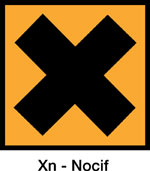 Xn - Nocif